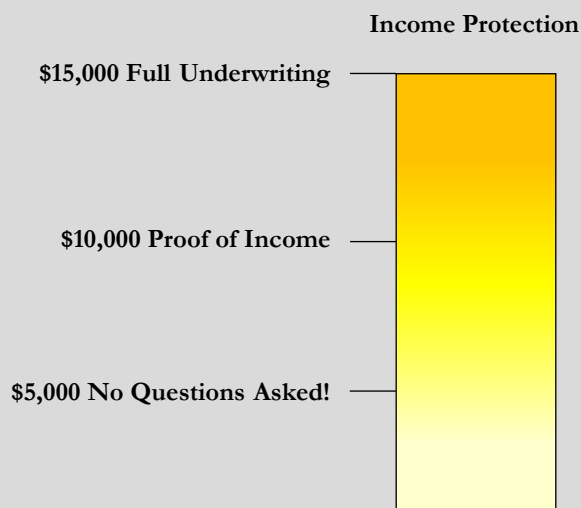 Income Protection
$15,000 Full Underwriting
$10,000 Proof of Income
$5,000 No Questions Asked!